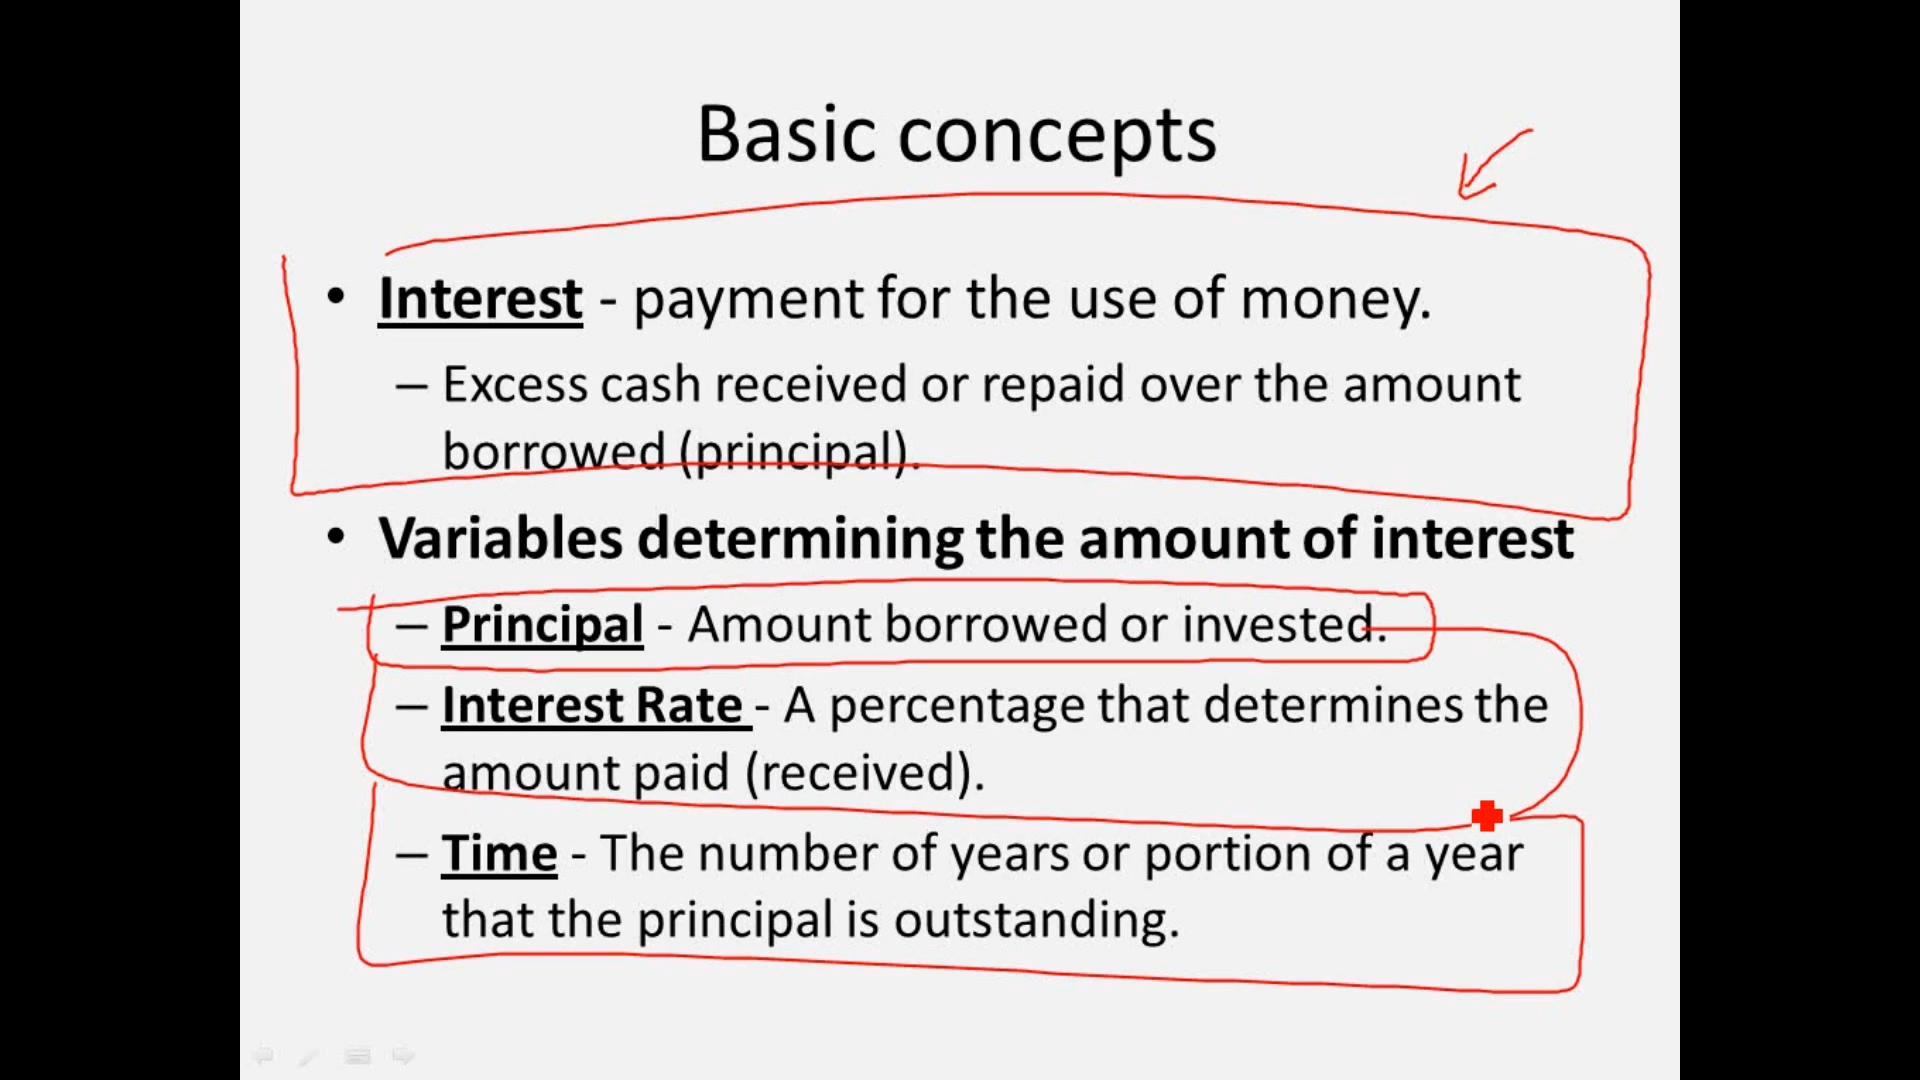 Basic concepts
• Interest - payment for the use of money.
– Excess cash received or repaid over the amount
borrowed (principal).
• Variables determining the amount of interest
– Principal - Amount borrowed or invested.
– Interest Rate - A percentage that determines the
amount paid (received).
– Time - The number of years or portion of a year
that the principal is outstanding.